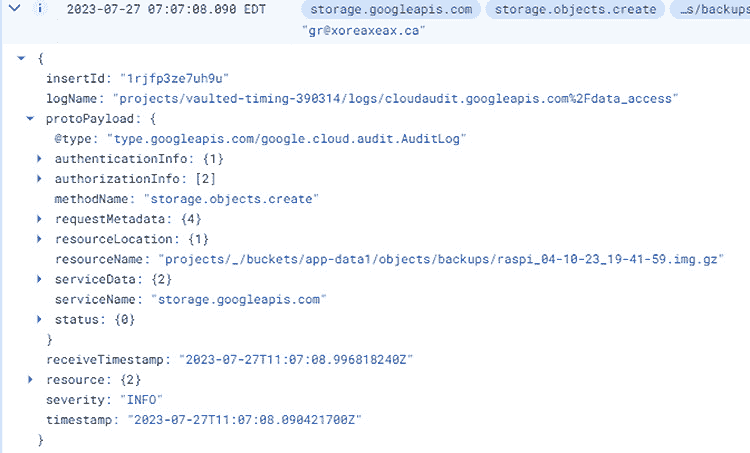 2023-07-27 07:07:08.090 EDT storage.googleapis.com storage.objects.create …s/backups
"gr@xoreaxeax.ca"
{
insertId: "1rjfp3ze7uh9u"
logName: "projects/vaulted-timing-390314/logs/cloudaudit.googleapis.com%2Fdata_access"
protoPayload: {
@type: "type.googleapis.com/google.cloud.audit.AuditLog"
authenticationInfo: {1}
authorizationInfo: [2]
methodName: "storage.objects.create"
requestMetadata: {4}
resourceLocation: {1}
resourceName: "projects/_/buckets/app-data1/objects/backups/raspi_04-10-23_19-41-59.img.gz"
serviceData: {2}
serviceName: "storage.googleapis.com"
status: {0}
}
receiveTimestamp: "2023-07-27T11:07:08.996818240Z"
resource: {2}
severity: "INFO"
timestamp: "2023-07-27T11:07:08.090421700Z"
}